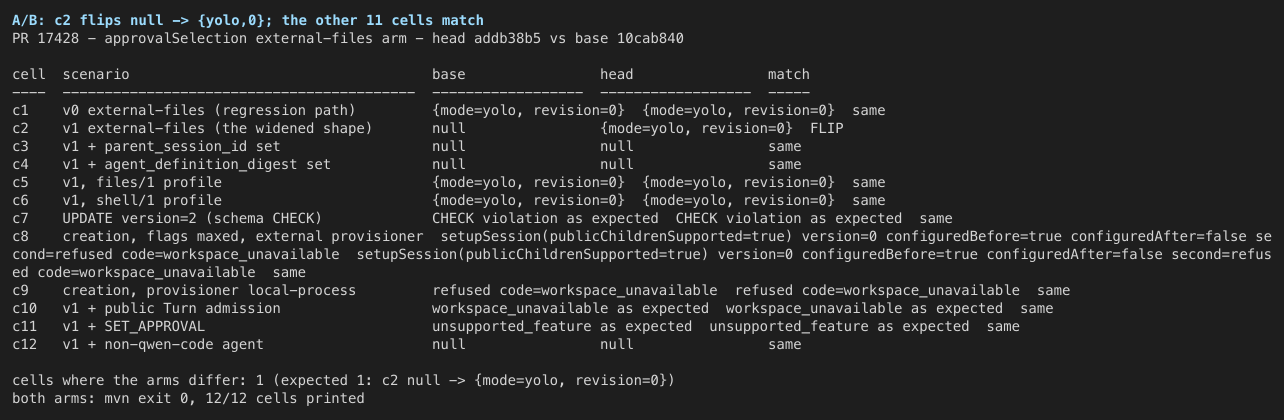 A/B: c2 flips null -> {yolo,0}; the other 11 cells match
PR 17428 - approvalSelection external-files arm - head addb38b5 vs base 10cab840

cell  scenario                                    base                head                match
----  ------------------------------------------  ------------------  ------------------  -----
c1    v0 external-files (regression path)         {mode=yolo, revision=0}  {mode=yolo, revision=0}  same
c2    v1 external-files (the widened shape)       null                {mode=yolo, revision=0}  FLIP
c3    v1 + parent_session_id set                  null                null                same
c4    v1 + agent_definition_digest set            null                null                same
c5    v1, files/1 profile                         {mode=yolo, revision=0}  {mode=yolo, revision=0}  same
c6    v1, shell/1 profile                         {mode=yolo, revision=0}  {mode=yolo, revision=0}  same
c7    UPDATE version=2 (schema CHECK)             CHECK violation as expected  CHECK violation as expected  same
c8    creation, flags maxed, external provisioner  setupSession(publicChildrenSupported=true) version=0 configuredBefore=true configuredAfter=false se
cond=refused code=workspace_unavailable  setupSession(publicChildrenSupported=true) version=0 configuredBefore=true configuredAfter=false second=refus
ed code=workspace_unavailable  same
c9    creation, provisioner local-process         refused code=workspace_unavailable  refused code=workspace_unavailable  same
c10   v1 + public Turn admission                  workspace_unavailable as expected  workspace_unavailable as expected  same
c11   v1 + SET_APPROVAL                           unsupported_feature as expected  unsupported_feature as expected  same
c12   v1 + non-qwen-code agent                    null                null                same

cells where the arms differ: 1 (expected 1: c2 null -> {mode=yolo, revision=0})
both arms: mvn exit 0, 12/12 cells printed